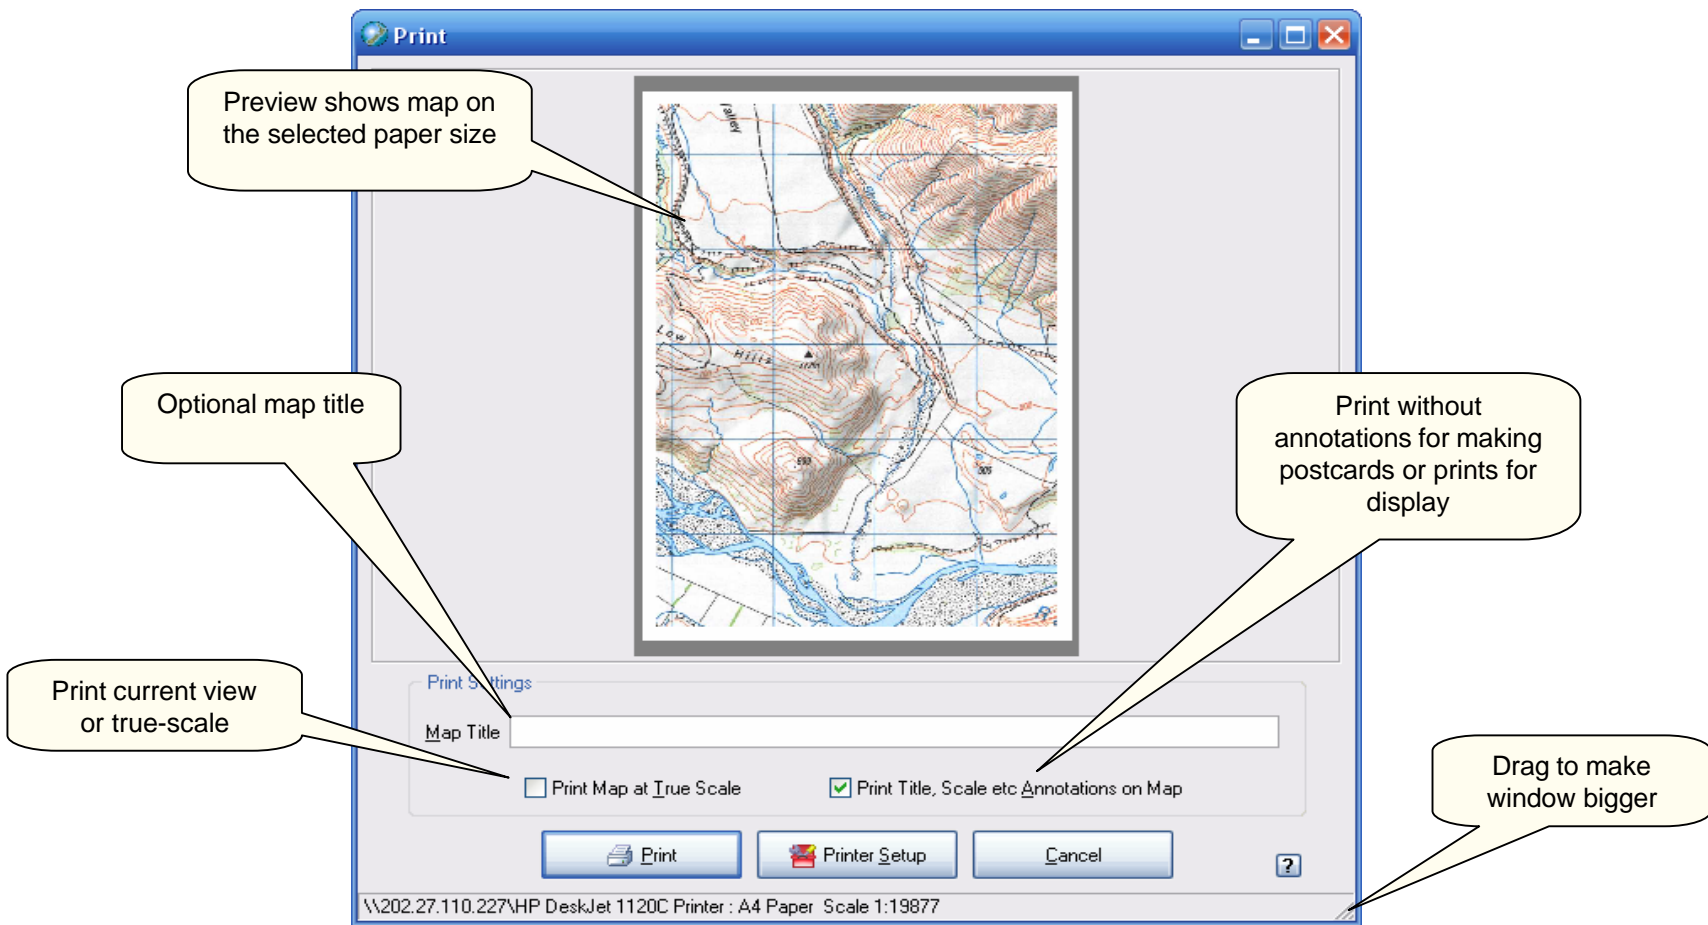 Print
Preview shows map on
the selected paper size
Valley
Low
Hills
Optional map title
Print without
annotations for making
postcards or prints for
display
Print current view
or true-scale
Print Settings
Map Title
Print Map at True Scale
Print Title, Scale etc Annotations on Map
Drag to make
window bigger
Print
Printer Setup
Cancel
?
\\202.27.110.227\HP DeskJet 1120C Printer : A4 Paper  Scale 1:19877